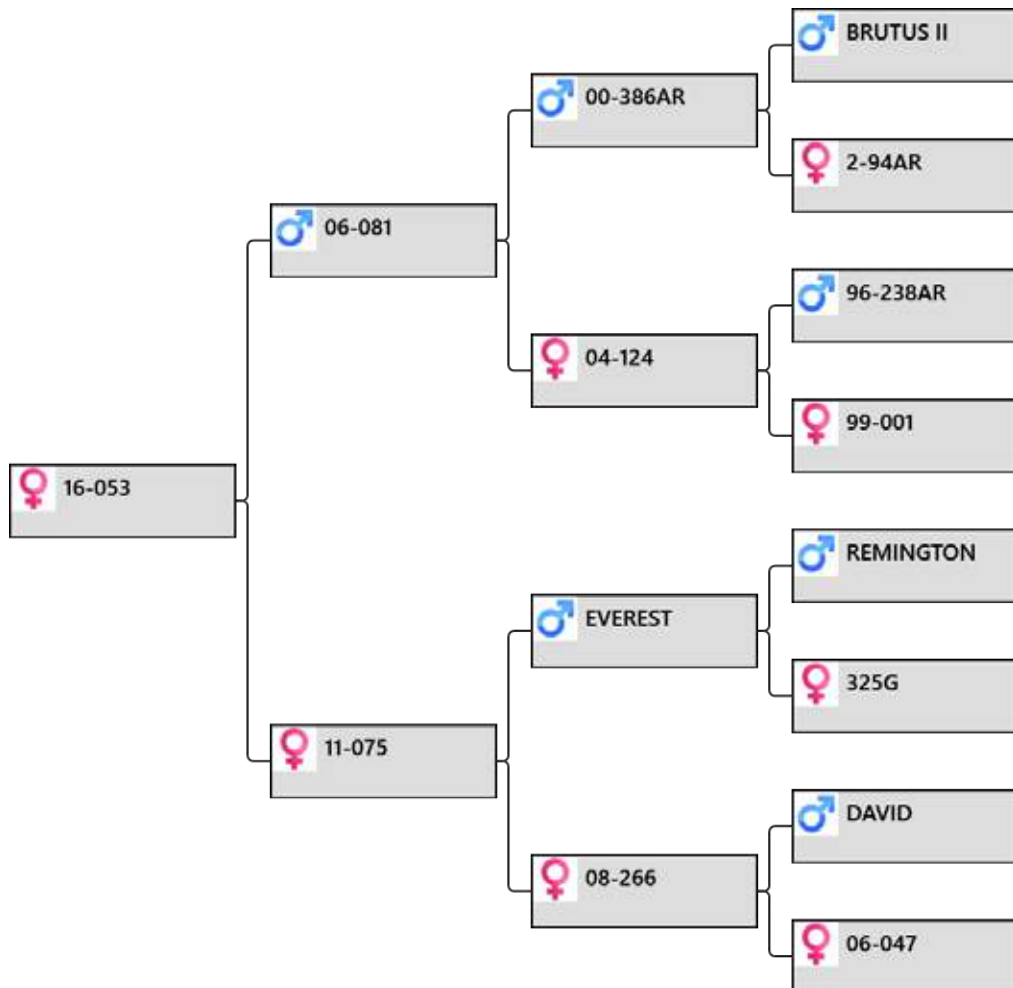 BRUTUS II
00-386AR
2-94AR
06-081
96-238AR
04-124
99-001
16-053
REMINGTON
EVEREST
325G
11-075
DAVID
08-266
06-047